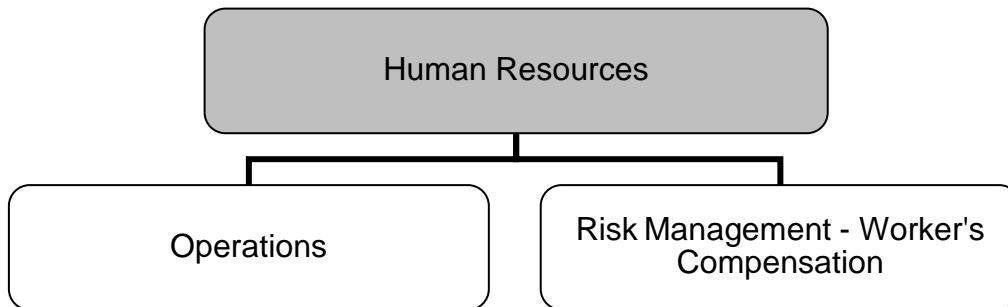 Human Resources
Operations
Risk Management - Worker's
Compensation